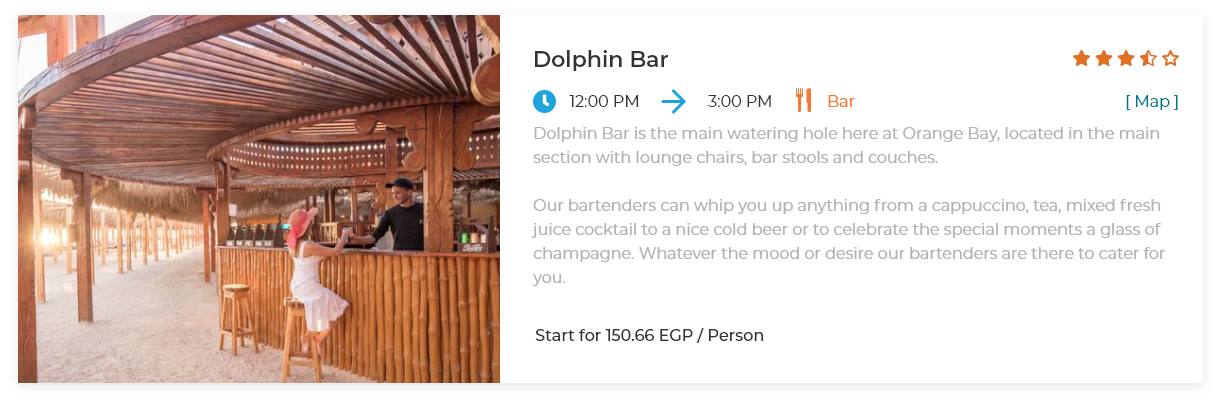 Dolphin Bar
12:00 PM 3:00 PM Bar [ Map ]
Dolphin Bar is the main watering hole here at Orange Bay, located in the main
section with lounge chairs, bar stools and couches.
Our bartenders can whip you up anything from a cappuccino, tea, mixed fresh
juice cocktail to a nice cold beer or to celebrate the special moments a glass of
champagne. Whatever the mood or desire our bartenders are there to cater for
you.
Start for 150.66 EGP / Person